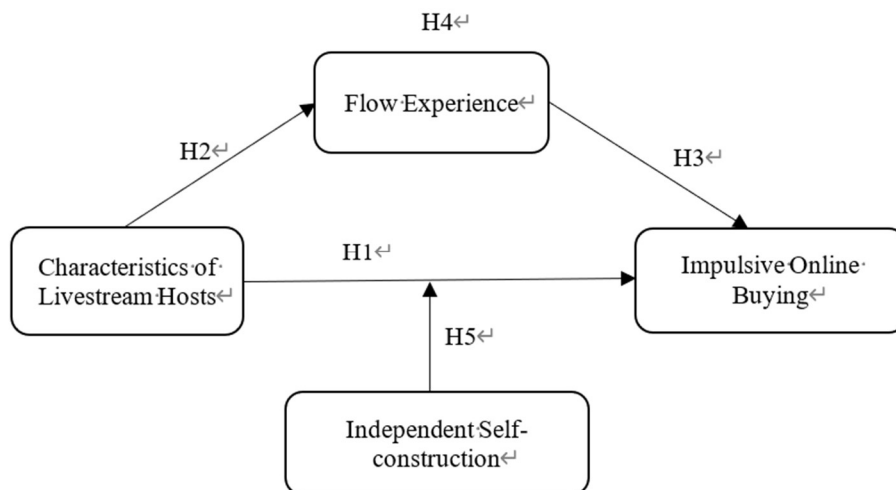 H4
Flow Experience
H2
H3
H1
Characteristics of
Livestream Hosts
Impulsive Online
Buying
H5
Independent Self-
construction